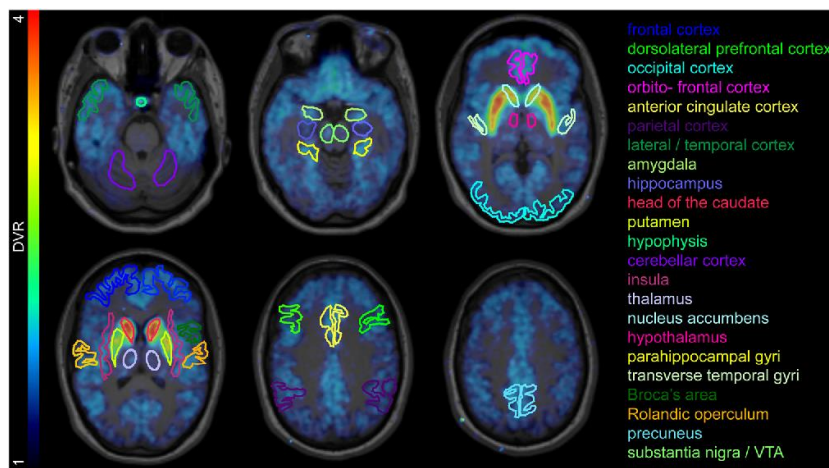 4
DVR
1
frontal cortex
dorsolateral prefrontal cortex
occipital cortex
orbito- frontal cortex
anterior cingulate cortex
parietal cortex
lateral / temporal cortex
amygdala
hippocampus
head of the caudate
putamen
hypophysis
cerebellar cortex
insula
thalamus
nucleus accumbens
hypothalamus
parahippocampal gyri
transverse temporal gyri
Broca's area
Rolandic operculum
precuneus
substantia nigra / VTA